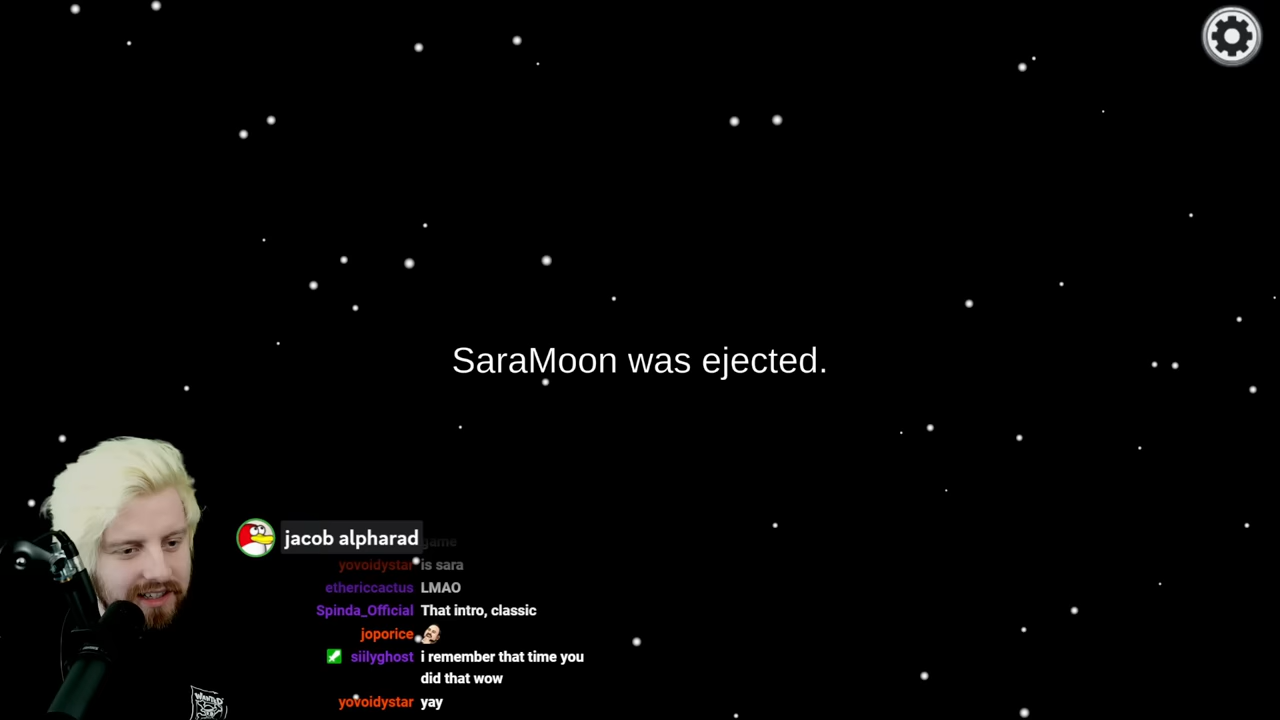 SaraMoon was ejected.
jacob alpharad
game
yovoidystar is sara
ethericcactus LMAO
Spinda_Official That intro, classic
joporice
siilyghost i remember that time you
did that wow
yovoidystar yay